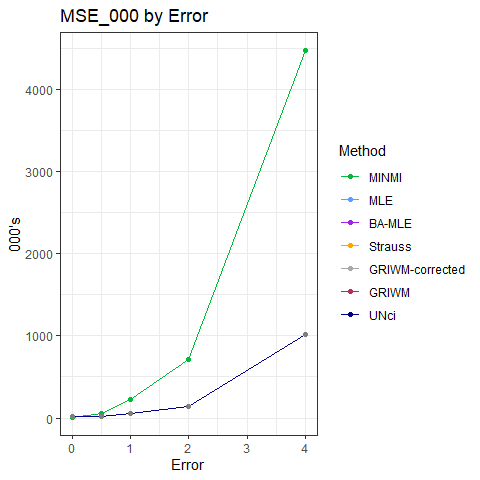 MSE_000 by Error
000's
4000
3000
2000
1000
0
0 1 2 3 4
Error
Method
MINMI
MLE
BA-MLE
Strauss
GRIWM-corrected
GRIWM
UNci